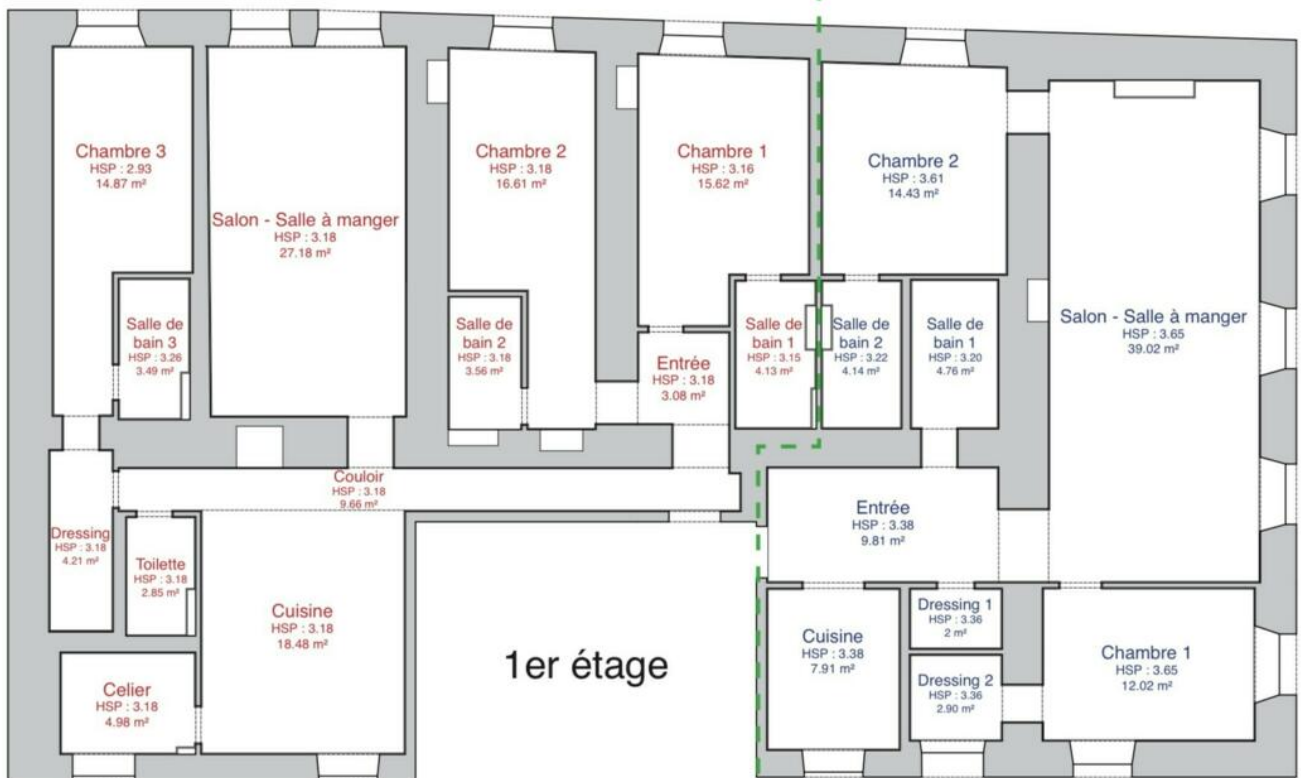 Chambre 3
HSP : 2.93
14.87 m²
Salon - Salle à manger
HSP : 3.18
27.18 m²
Chambre 2
HSP : 3.18
16.61 m²
Chambre 1
HSP : 3.16
15.62 m²
Chambre 2
HSP : 3.61
14.43 m²
Salon - Salle à manger
HSP : 3.65
39.02 m²
Salle de
bain 3
HSP : 3.26
3.49 m²
Salle de
bain 2
HSP : 3.18
3.56 m²
Entrée
HSP : 3.18
3.08 m²
Salle de
bain 1
HSP : 3.15
4.13 m²
Salle de
bain 2
HSP : 3.22
4.14 m²
Salle de
bain 1
HSP : 3.20
4.76 m²
Couloir
HSP : 3.18
9.66 m²
Entrée
HSP : 3.38
9.81 m²
Dressing
HSP : 3.18
4.21 m²
Toilette
HSP : 3.18
2.85 m²
Cuisine
HSP : 3.18
18.48 m²
1er étage
Cuisine
HSP : 3.38
7.91 m²
Dressing 1
HSP : 3.36
2 m²
Dressing 2
HSP : 3.36
2.90 m²
Chambre 1
HSP : 3.65
12.02 m²
Celier
HSP : 3.18
4.98 m²